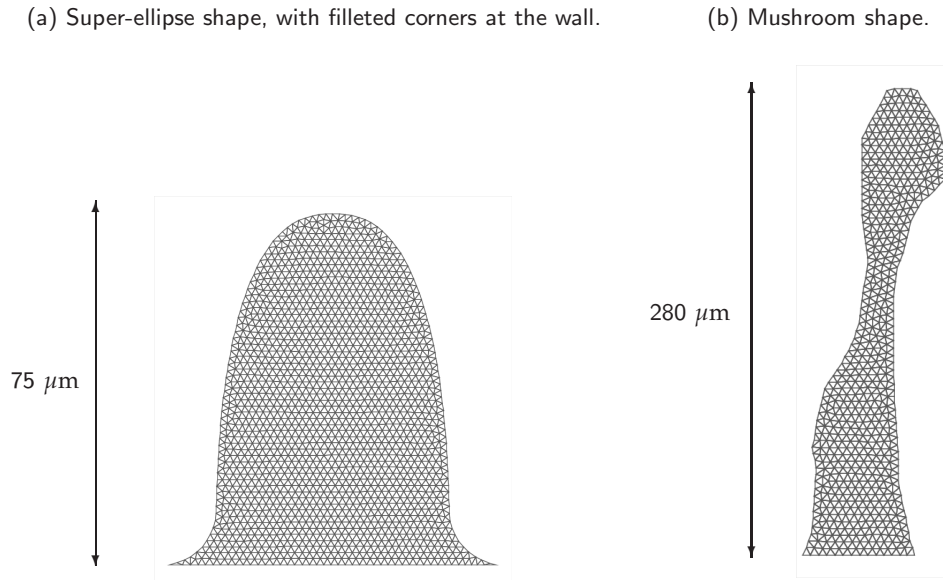 (a) Super-ellipse shape, with filleted corners at the wall.
(b) Mushroom shape.
75 μm
280 μm